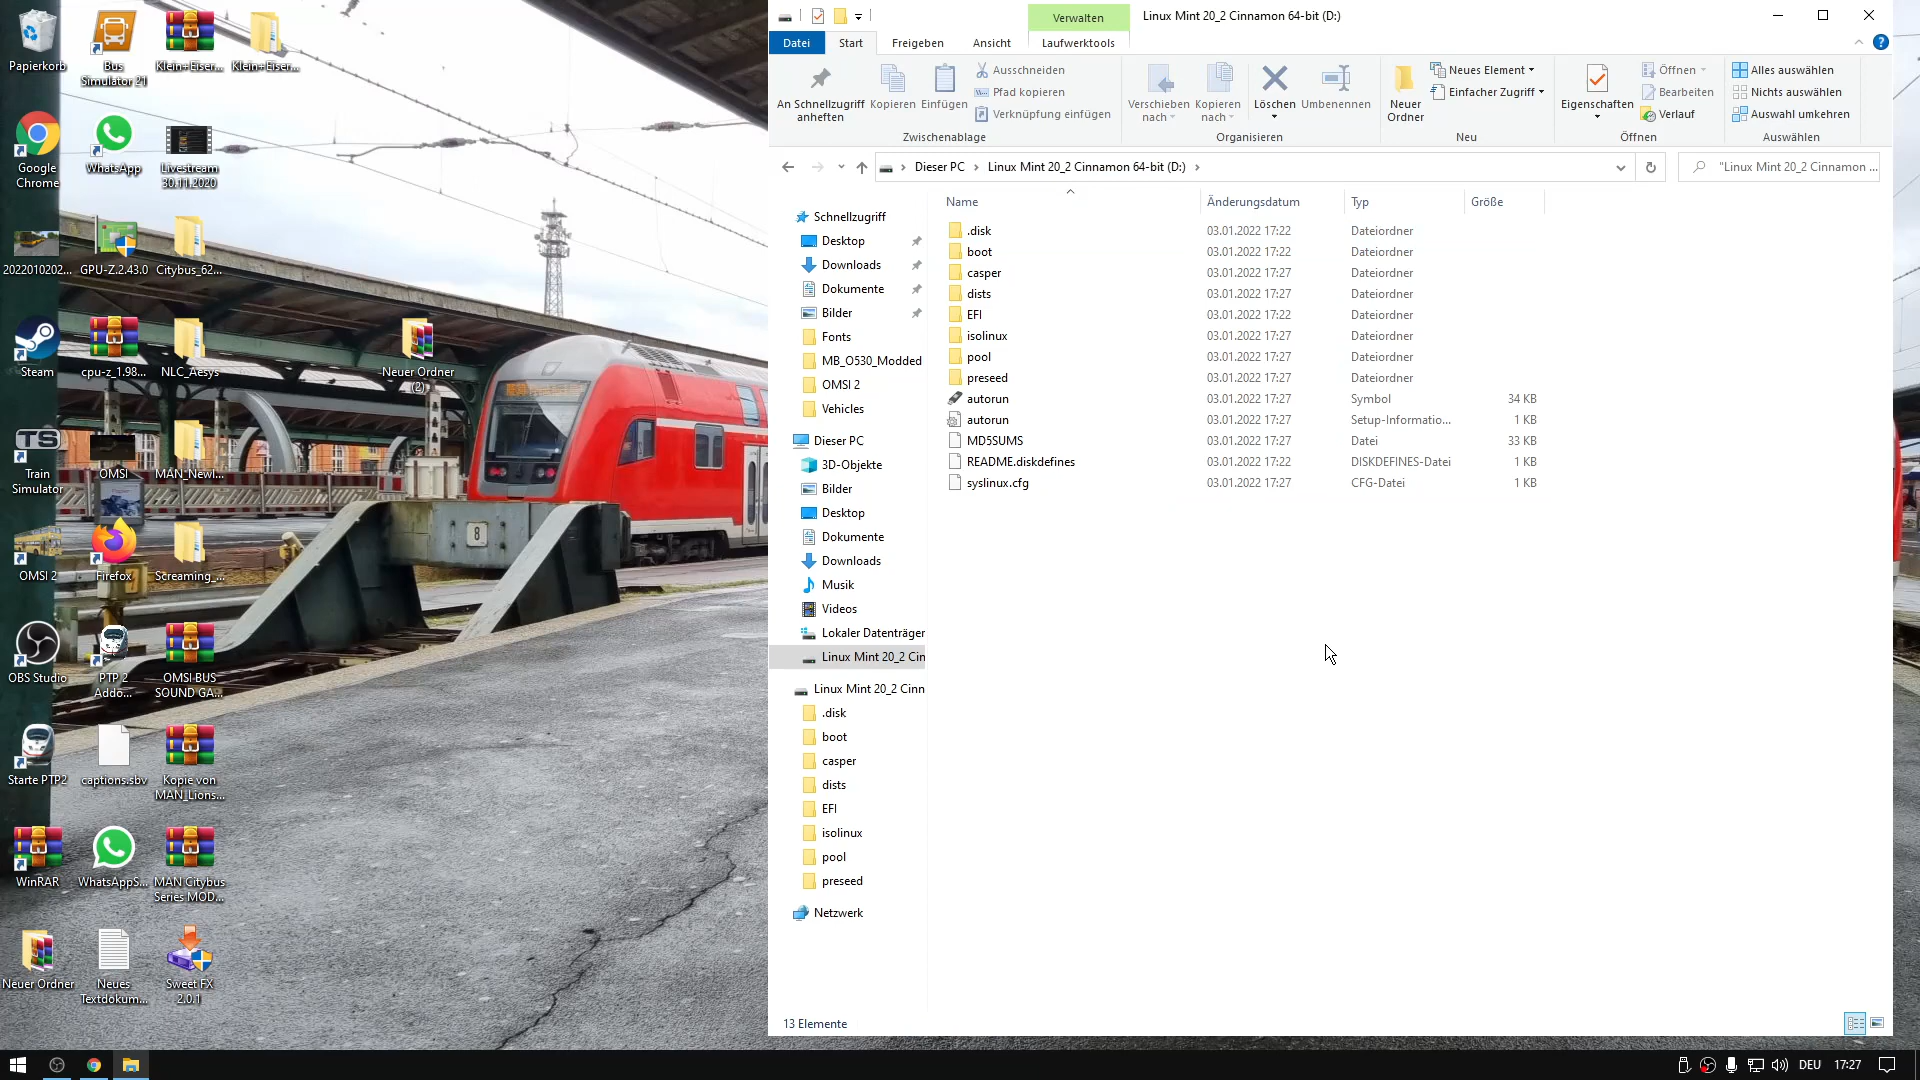 Papierkorb
Bus
Simulator 21
Klein+Eiser...
Klein+Eiser...
Google
Chrome
WhatsApp
Livestream
30.11.2020
2022010202...
GPU-Z.2.43.0
Citybus_62...
Steam
cpu-z_1.98...
NLC_Aesys
Neuer Ordner
(2)
TS
Train
Simulator
OMSI
MAN_Newl...
OMSI 2
Firefox
Screaming_...
8
OBS Studio
PTP 2
Addo...
OMSI BUS
SOUND GA...
Starte PTP2
captions.sbv
Kopie von
MAN_Lions...
WinRAR
WhatsAppS...
MAN Citybus
Series MOD...
Neuer Ordner
Neues
Textdokum...
Sweet FX
2.0.1
Verwalten
Linux Mint 20_2 Cinnamon 64-bit (D:)
Datei
Start
Freigeben
Ansicht
Laufwerktools
An Schnellzugriff
anheften
Kopieren
Einfügen
Ausschneiden
Pfad kopieren
Verknüpfung einfügen
Zwischenablage
Verschieben
nach
Kopieren
nach
Löschen
Umbenennen
Organisieren
Neuer
Ordner
Neues Element
Einfacher Zugriff
Neu
Eigenschaften
Öffnen
Bearbeiten
Verlauf
Öffnen
Alles auswählen
Nichts auswählen
Auswahl umkehren
Auswählen
Dieser PC
Linux Mint 20_2 Cinnamon 64-bit (D:)
"Linux Mint 20_2 Cinnamon ...
Schnellzugriff
Desktop
Downloads
Dokumente
Bilder
Fonts
MB_O530_Modded
OMSI 2
Vehicles
Dieser PC
3D-Objekte
Bilder
Desktop
Dokumente
Downloads
Musik
Videos
Lokaler Datenträger
Linux Mint 20_2 Cin
Linux Mint 20_2 Cinn
.disk
boot
casper
dists
EFI
isolinux
pool
preseed
Netzwerk
Name Änderungsdatum Typ Größe
.disk 03.01.2022 17:22 Dateiordner
boot 03.01.2022 17:22 Dateiordner
casper 03.01.2022 17:27 Dateiordner
dists 03.01.2022 17:27 Dateiordner
EFI 03.01.2022 17:22 Dateiordner
isolinux 03.01.2022 17:27 Dateiordner
pool 03.01.2022 17:27 Dateiordner
preseed 03.01.2022 17:27 Dateiordner
autorun 03.01.2022 17:27 Symbol 34 KB
autorun 03.01.2022 17:27 Setup-Informatio... 1 KB
MD5SUMS 03.01.2022 17:27 Datei 33 KB
README.diskdefines 03.01.2022 17:22 DISKDEFINES-Datei 1 KB
syslinux.cfg 03.01.2022 17:27 CFG-Datei 1 KB
13 Elemente
DEU
17:27